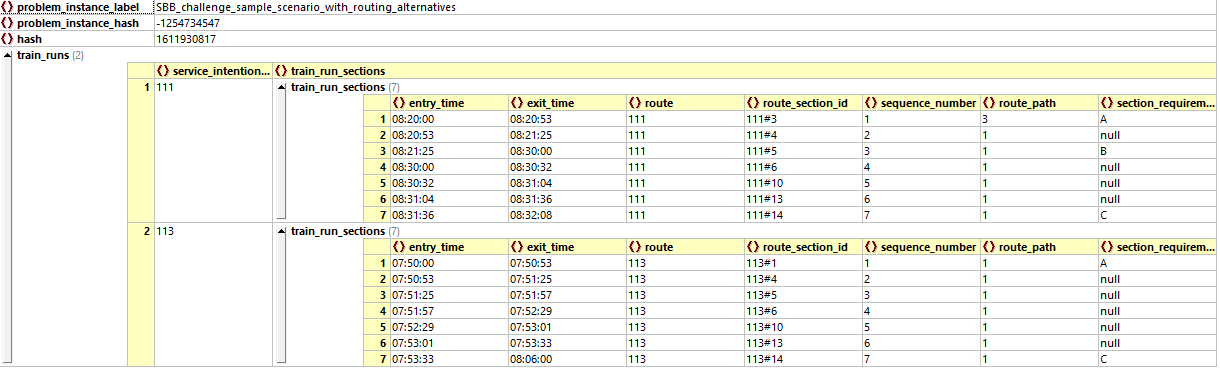 problem_instance_label SBB_challenge_sample_scenario_with_routing_alternatives
problem_instance_hash -1254734547
hash 1611930817
train_runs (2)
service_intention... train_run_sections
1 111 train_run_sections (7)
entry_time exit_time route route_section_id sequence_number route_path section_requirem...
1 08:20:00 08:20:53 111 111#3 1 3 A
2 08:20:53 08:21:25 111 111#4 2 1 null
3 08:21:25 08:30:00 111 111#5 3 1 B
4 08:30:00 08:30:32 111 111#6 4 1 null
5 08:30:32 08:31:04 111 111#10 5 1 null
6 08:31:04 08:31:36 111 111#13 6 1 null
7 08:31:36 08:32:08 111 111#14 7 1 C
2 113 train_run_sections (7)
entry_time exit_time route route_section_id sequence_number route_path section_requirem...
1 07:50:00 07:50:53 113 113#1 1 1 A
2 07:50:53 07:51:25 113 113#4 2 1 null
3 07:51:25 07:51:57 113 113#5 3 1 null
4 07:51:57 07:52:29 113 113#6 4 1 null
5 07:52:29 07:53:01 113 113#10 5 1 null
6 07:53:01 07:53:33 113 113#13 6 1 null
7 07:53:33 08:06:00 113 113#14 7 1 C